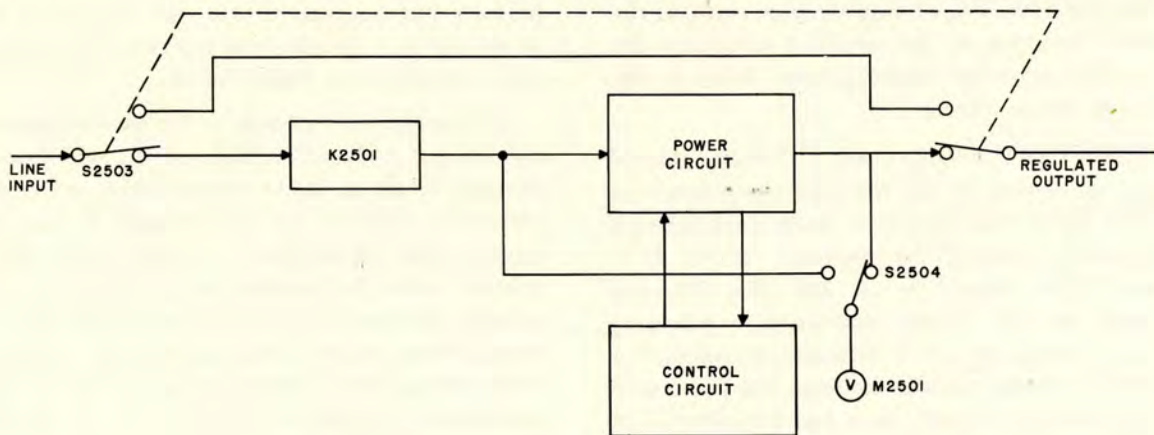 LINE
INPUT
S2503
K2501
POWER
CIRCUIT
REGULATED
OUTPUT
S2504
CONTROL
CIRCUIT
V
M2501